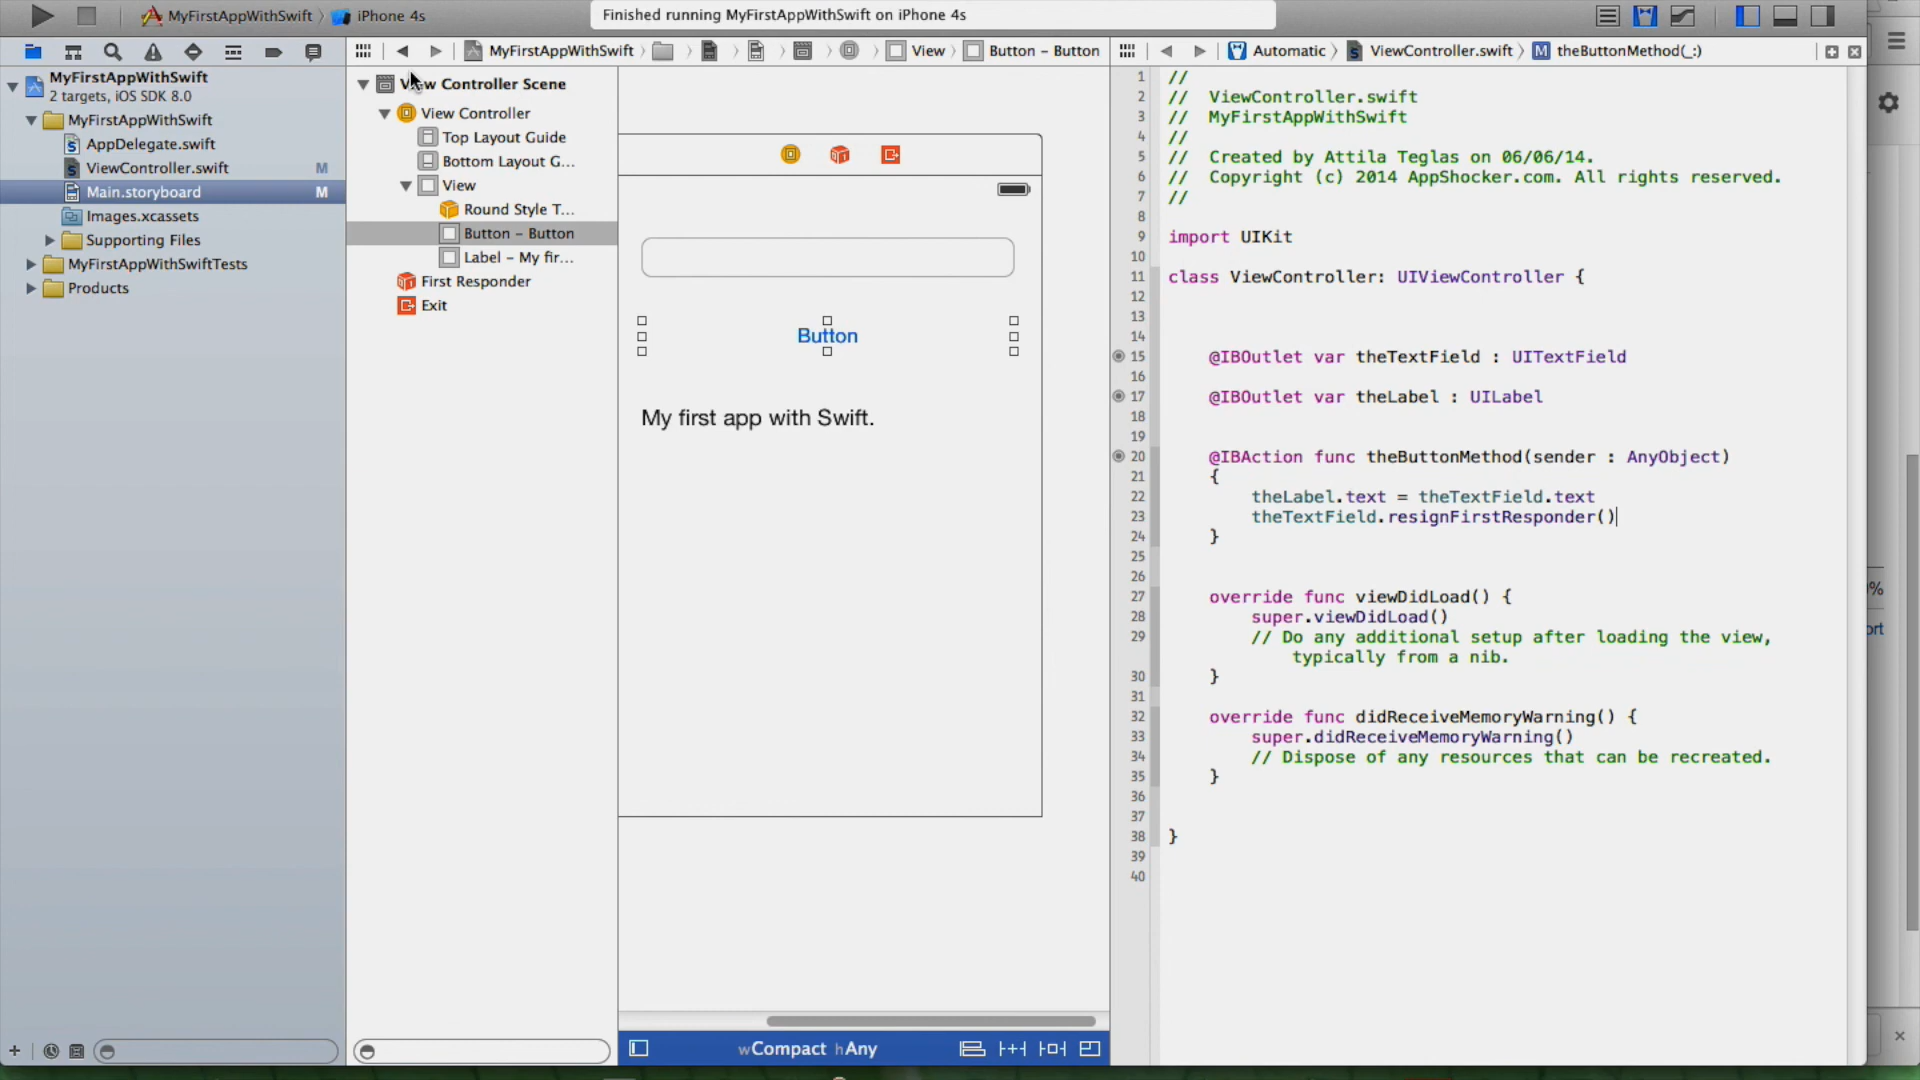 MyFirstAppWithSwift iPhone 4s
Finished running MyFirstAppWithSwift on iPhone 4s
MyFirstAppWithSwift
2 targets, iOS SDK 8.0
MyFirstAppWithSwift
AppDelegate.swift
ViewController.swift M
Main.storyboard M
Images.xcassets
Supporting Files
MyFirstAppWithSwiftTests
Products
MyFirstAppWithSwift View Button – Button
View Controller Scene
View Controller
Top Layout Guide
Bottom Layout G...
View
Round Style T...
Button – Button
Label – My fir...
First Responder
Exit
Button
My first app with Swift.
wCompact hAny
Automatic ViewController.swift M theButtonMethod(_:)
1 //
2 // ViewController.swift
3 // MyFirstAppWithSwift
4 //
5 // Created by Attila Teglas on 06/06/14.
6 // Copyright (c) 2014 AppShocker.com. All rights reserved.
7 //
8
9 import UIKit
10
11 class ViewController: UIViewController {
12
13
14
15 @IBOutlet var theTextField : UITextField
16
17 @IBOutlet var theLabel : UILabel
18
19
20 @IBAction func theButtonMethod(sender : AnyObject)
21 {
22 theLabel.text = theTextField.text
23 theTextField.resignFirstResponder()
24 }
25
26
27 override func viewDidLoad() {
28 super.viewDidLoad()
29 // Do any additional setup after loading the view,
typically from a nib.
30 }
31
32 override func didReceiveMemoryWarning() {
33 super.didReceiveMemoryWarning()
34 // Dispose of any resources that can be recreated.
35 }
36
37
38 }
39
40